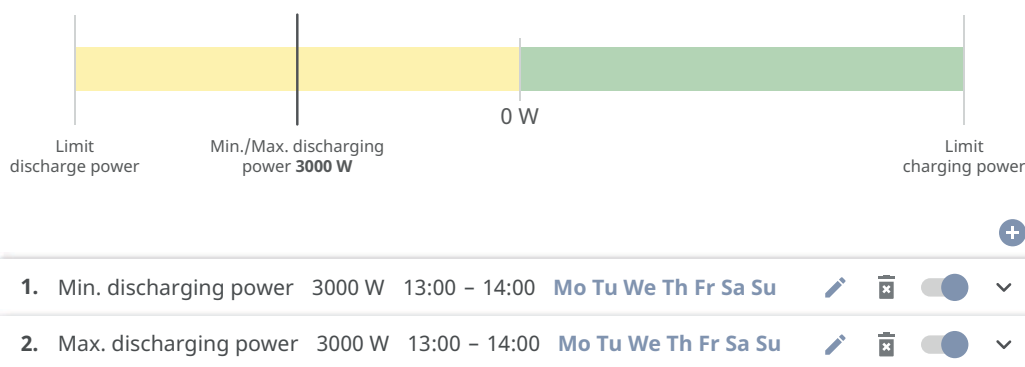 0 W
Limit
discharge power
Min./Max. discharging
power 3000 W
Limit
charging power
1. Min. discharging power 3000 W 13:00 – 14:00 Mo Tu We Th Fr Sa Su
2. Max. discharging power 3000 W 13:00 – 14:00 Mo Tu We Th Fr Sa Su